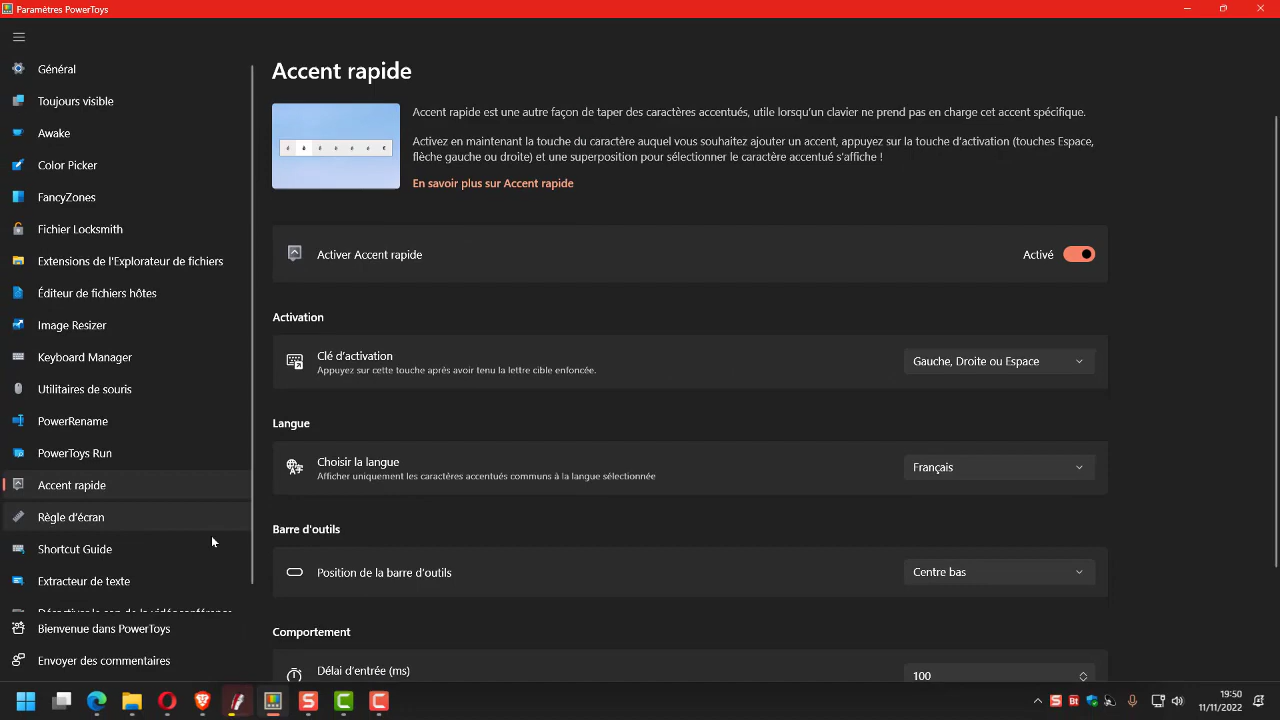 Paramètres PowerToys
Général
Toujours visible
Awake
Color Picker
FancyZones
Fichier Locksmith
Extensions de l'Explorateur de fichiers
Éditeur de fichiers hôtes
Image Resizer
Keyboard Manager
Utilitaires de souris
PowerRename
PowerToys Run
Accent rapide
Règle d'écran
Shortcut Guide
Extracteur de texte
Désactiver le son de la vidéoconférence
Bienvenue dans PowerToys
Envoyer des commentaires
Accent rapide
Accent rapide est une autre façon de taper des caractères accentués, utile lorsqu'un clavier ne prend pas en charge cet accent spécifique.
Activez en maintenant la touche du caractère auquel vous souhaitez ajouter un accent, appuyez sur la touche d'activation (touches Espace,
flèche gauche ou droite) et une superposition pour sélectionner le caractère accentué s'affiche !
En savoir plus sur Accent rapide
Activer Accent rapide
Activé
Activation
Clé d'activation
Appuyez sur cette touche après avoir tenu la lettre cible enfoncée.
Gauche, Droite ou Espace
Langue
Choisir la langue
Afficher uniquement les caractères accentués communs à la langue sélectionnée
Français
Barre d'outils
Position de la barre d'outils
Centre bas
Comportement
Délai d'entrée (ms)
100
19:50
11/11/2022